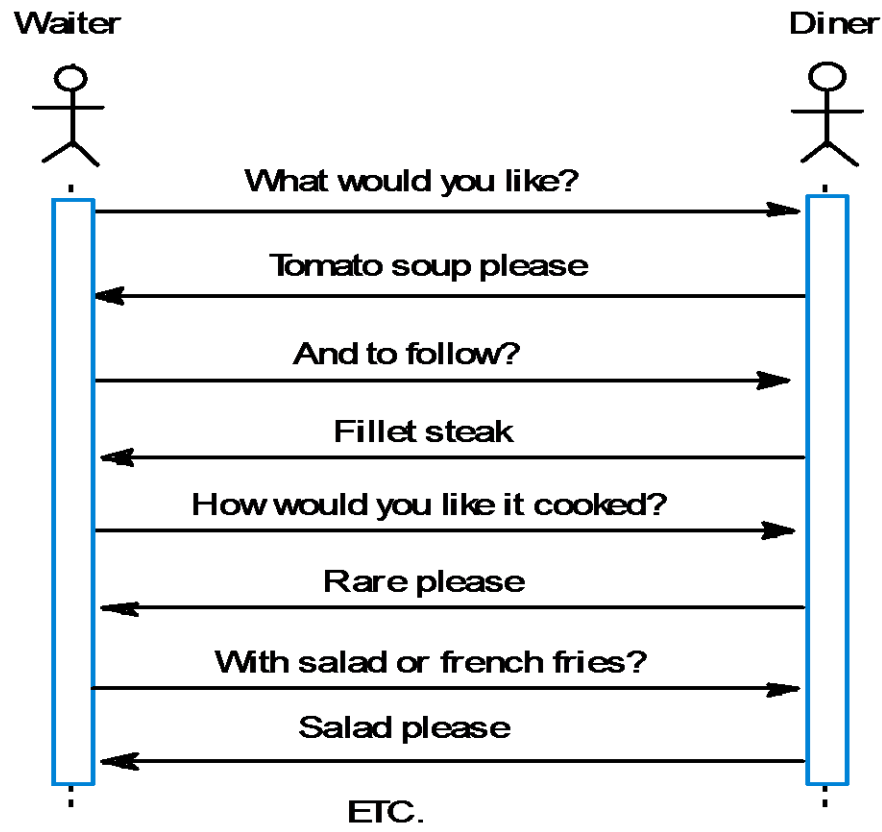 Waiter
Diner
What would you like?
Tomato soup please
And to follow?
Fillet steak
How would you like it cooked?
Rare please
With salad or french fries?
Salad please
ETC.